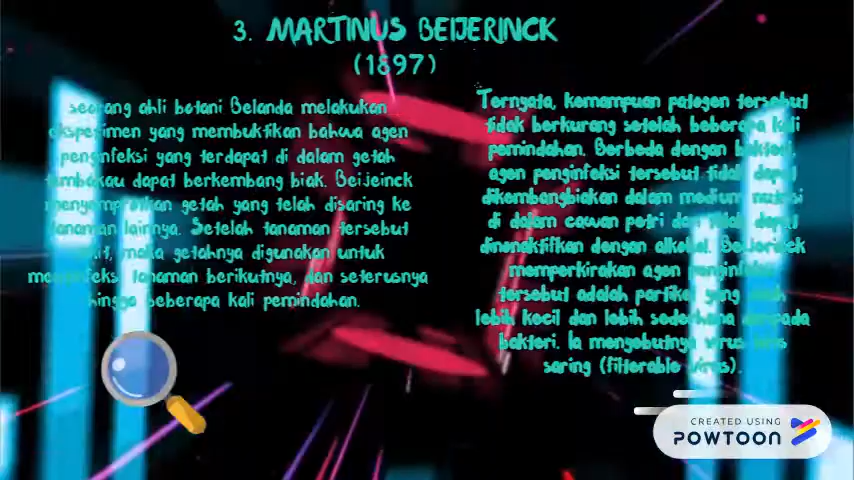 3. MARTINUS BEIJERINCK
(1897)
seorang ahli botani Belanda melakukan
eksperimen yang membuktikan bahwa agen
penginfeksi yang terdapat di dalam getah
tembakau dapat berkembang biak. Beijeinck
menyemprotkan getah yang telah disaring ke
tanaman lainnya. Setelah tanaman tersebut
sakit, maka getahnya digunakan untuk
menginfeksi tanaman berikutnya, dan seterusnya
hingga beberapa kali pemindahan.
Ternyata, kemampuan patogen tersebut
tidak berkurang setelah beberapa kali
pemindahan. Berbeda dengan bakteri,
agen penginfeksi tersebut tidak dapat
dikembangbiakan dalam medium nutrisi
di dalam cawan petri dan tidak dapat
dinonaktifkan dengan alkohol. Beijerinck
memperkirakan agen penginfeksi
tersebut adalah partikel yang
lebih kecil dan lebih sederhana daripada
bakteri. Ia menyebutnya virus
saring (filterable virus).
CREATED USING
POWTOON